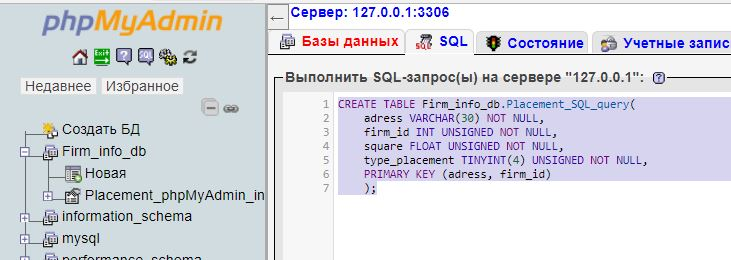 phpMyAdmin
Недавнее Избранное
Создать БД
Firm_info_db
Новая
Placement_phpMyAdmin_in
information_schema
mysql
performance_schema
Сервер: 127.0.0.1:3306
Базы данных SQL Состояние Учетные запис
Выполнить SQL-запрос(ы) на сервере "127.0.0.1":
1 CREATE TABLE Firm_info_db.Placement_SQL_query(
2 adress VARCHAR(30) NOT NULL,
3 firm_id INT UNSIGNED NOT NULL,
4 square FLOAT UNSIGNED NOT NULL,
5 type_placement TINYINT(4) UNSIGNED NOT NULL,
6 PRIMARY KEY (adress, firm_id)
7 );